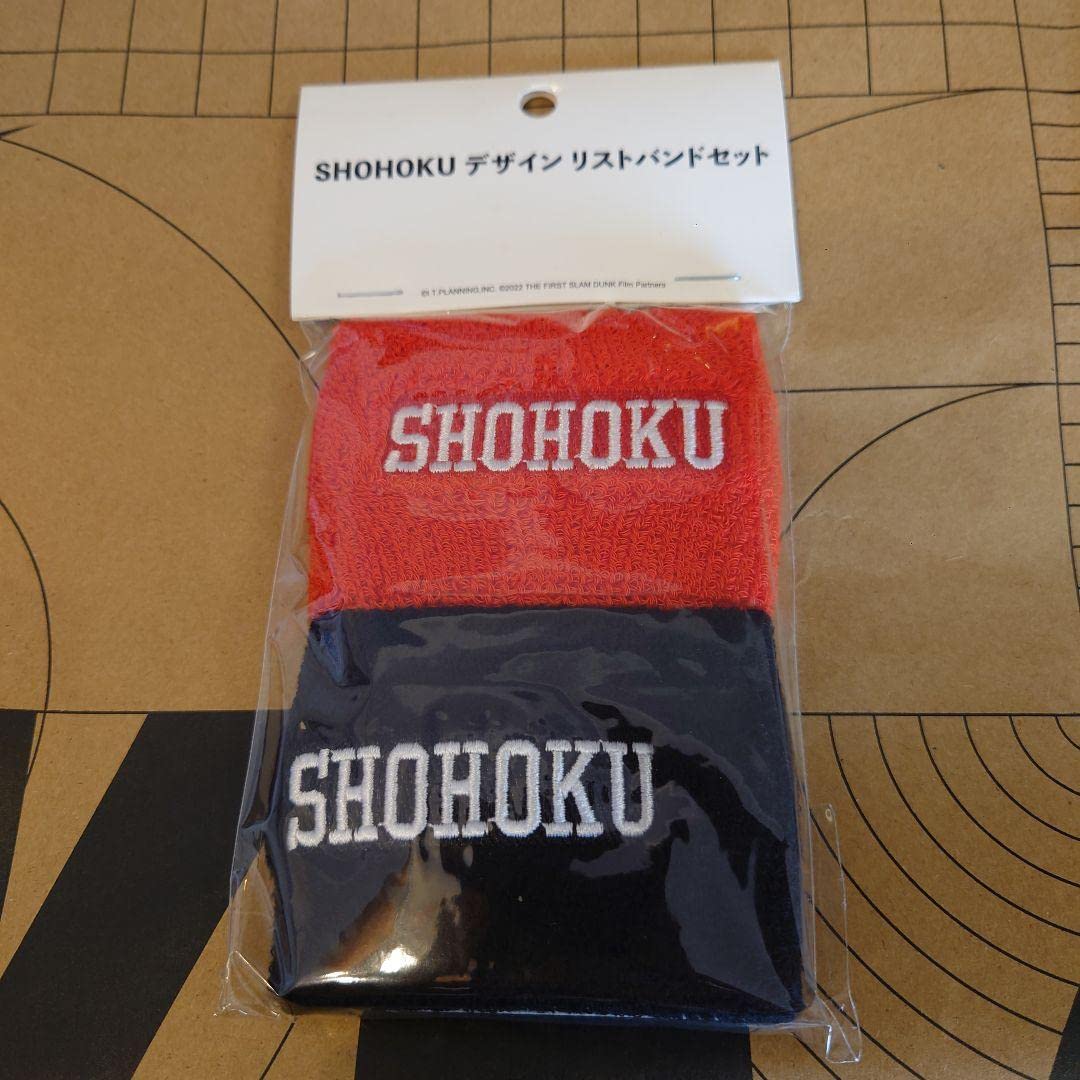 SHOHOKU デザイン リストバンドセット
© I.T.PLANNING,INC. ©2022 THE FIRST SLAM DUNK Film Partners
SHOHOKU
SHOHOKU